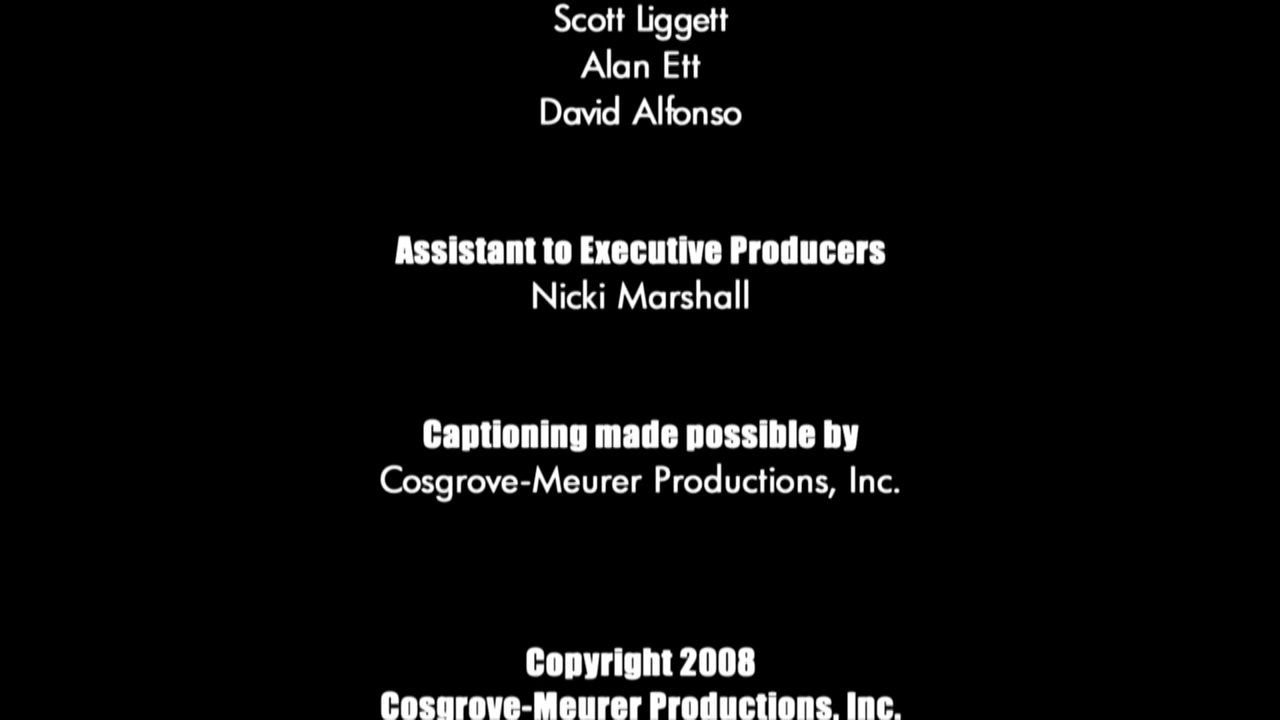 Scott Liggett
Alan Ett
David Alfonso
Assistant to Executive Producers
Nicki Marshall
Captioning made possible by
Cosgrove-Meurer Productions, Inc.
Copyright 2008
Cosgrove-Meurer Productions, Inc.